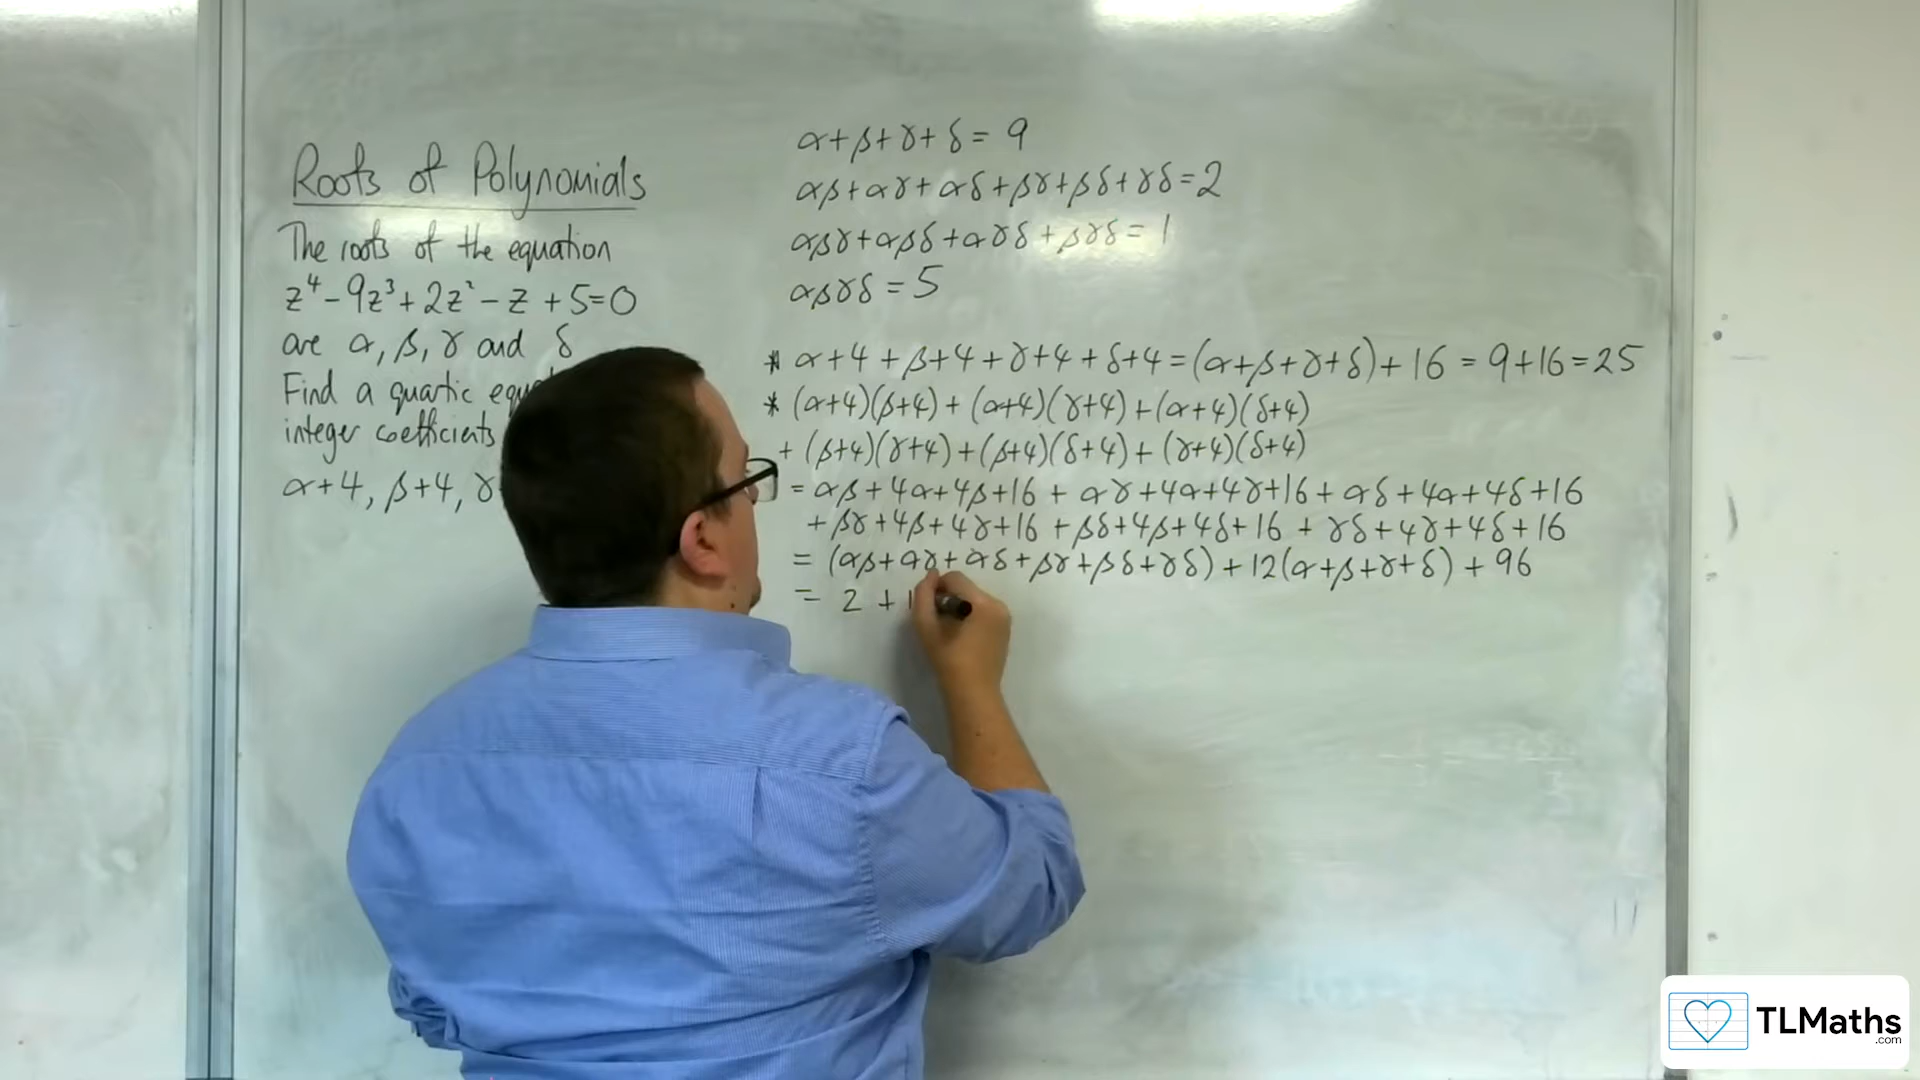 Roots of Polynomials
The roots of the equation
z⁴ - 9z³ + 2z² - z + 5 = 0
are α, β, γ and δ
Find a quartic
integer coefficients
α+4, β+4, γ
α+β+γ+δ = 9
αβ+αγ+αδ+βγ+βδ+γδ = 2
αβγ+αβδ+αγδ+βγδ = 1
αβγδ = 5
* α+4 + β+4 + γ+4 + δ+4 = (α+β+γ+δ) + 16 = 9+16 = 25
* (α+4)(β+4) + (α+4)(γ+4) + (α+4)(δ+4)
+ (β+4)(γ+4) + (β+4)(δ+4) + (γ+4)(δ+4)
= αβ+4α+4β+16 + αγ+4α+4γ+16 + αδ+4α+4δ+16
+ βγ+4β+4γ+16 + βδ+4β+4δ+16 + γδ+4γ+4δ+16
= (αβ+αγ+αδ+βγ+βδ+γδ) + 12(α+β+γ+δ) + 96
= 2 + 1
TLMaths
.com